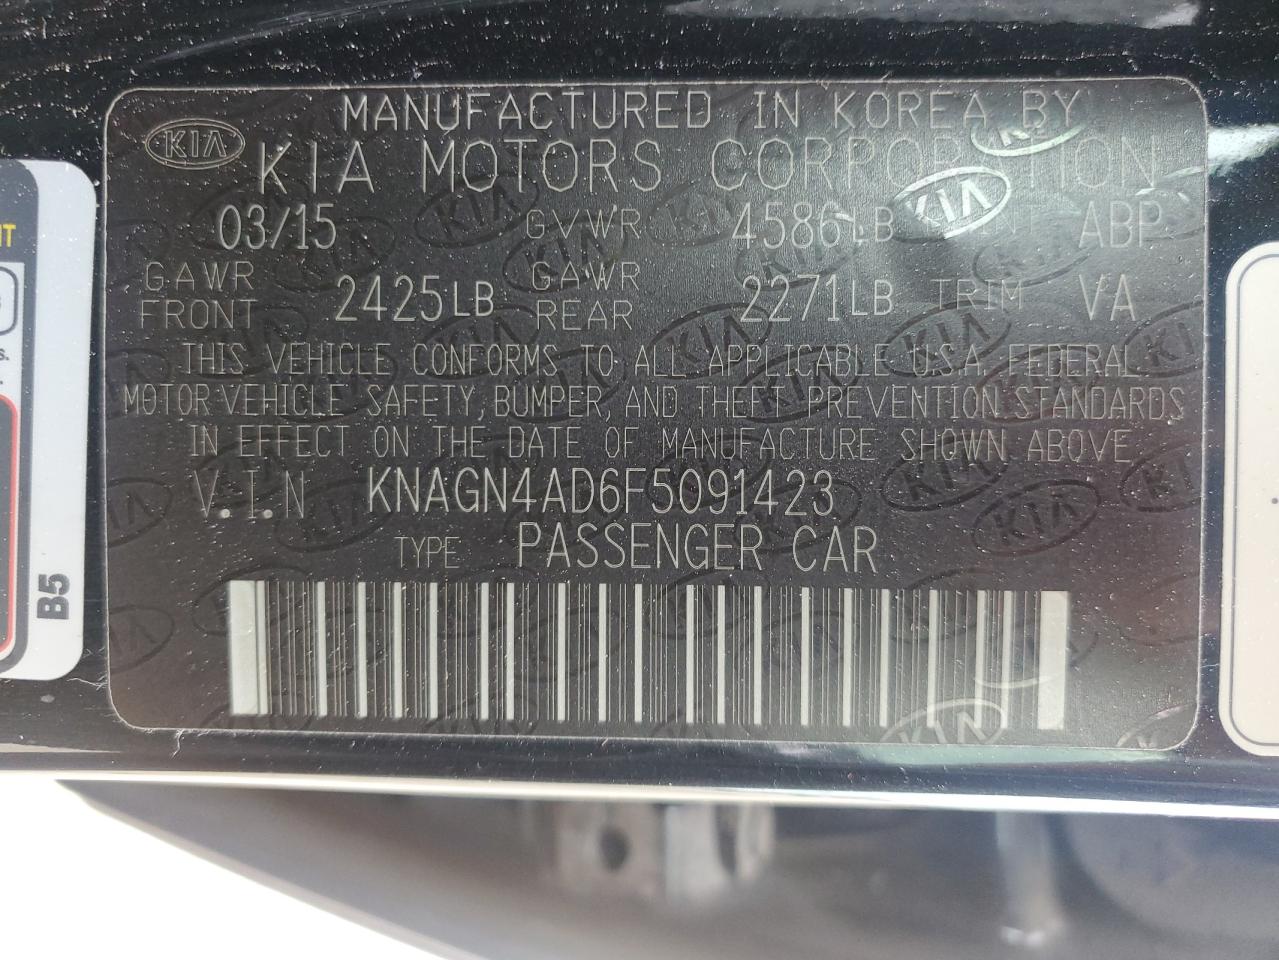 MANUFACTURED IN KOREA BY
KIA
KIA MOTORS CORPORATION
03/15 GVWR 4586LB INT ABP
GAWR FRONT 2425LB GAWR REAR 2271LB TRIM VA
THIS VEHICLE CONFORMS TO ALL APPLICABLE U.S.A. FEDERAL
MOTOR VEHICLE SAFETY, BUMPER, AND THEFT PREVENTION STANDARDS
IN EFFECT ON THE DATE OF MANUFACTURE SHOWN ABOVE.
V.I.N KNAGN4AD6F5091423
TYPE PASSENGER CAR
B5